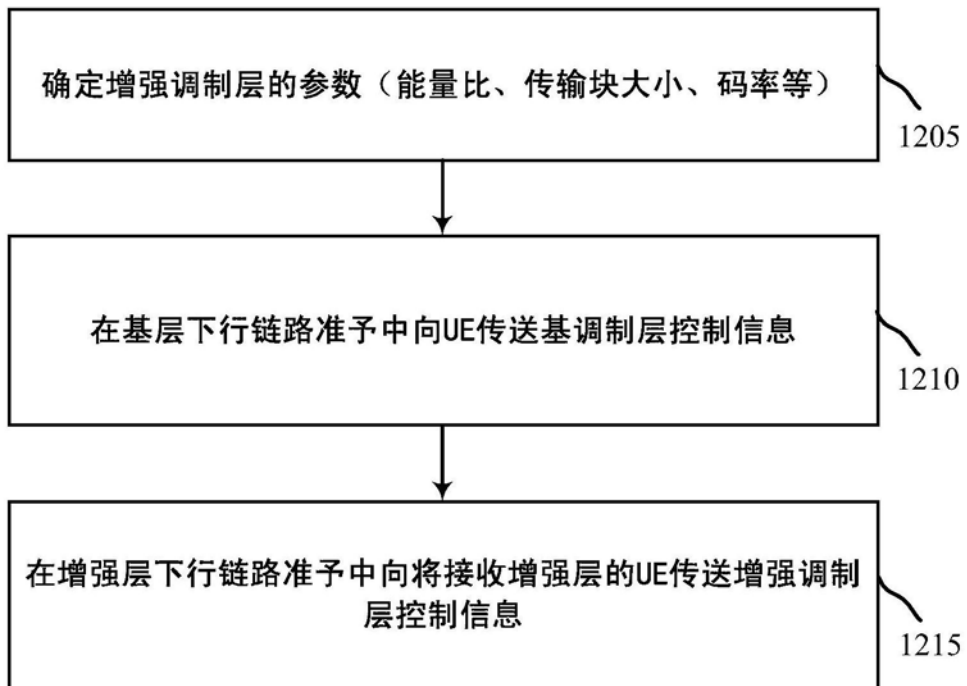 确定增强调制层的参数（能量比、传输块大小、码率等）
1205
在基层下行链路准予中向UE传送基调制层控制信息
1210
在增强层下行链路准予中向将接收增强层的UE传送增强调制
层控制信息
1215